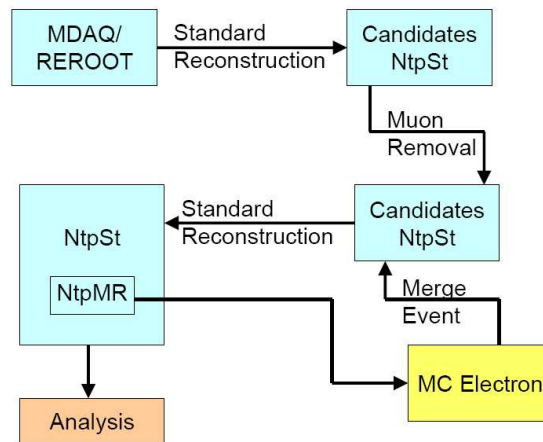 MDAQ/
REROOT
Standard
Reconstruction
Candidates
NtpSt
Muon
Removal
NtpSt
NtpMR
Standard
Reconstruction
Candidates
NtpSt
Merge
Event
MC Electron
Analysis